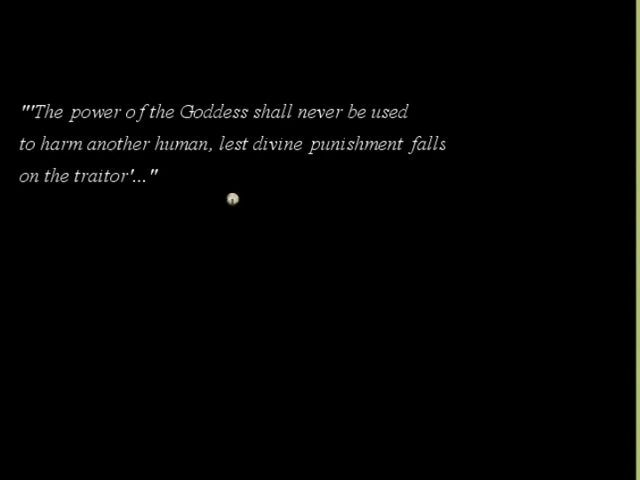 "'The power of the Goddess shall never be used
to harm another human, lest divine punishment falls
on the traitor'..."